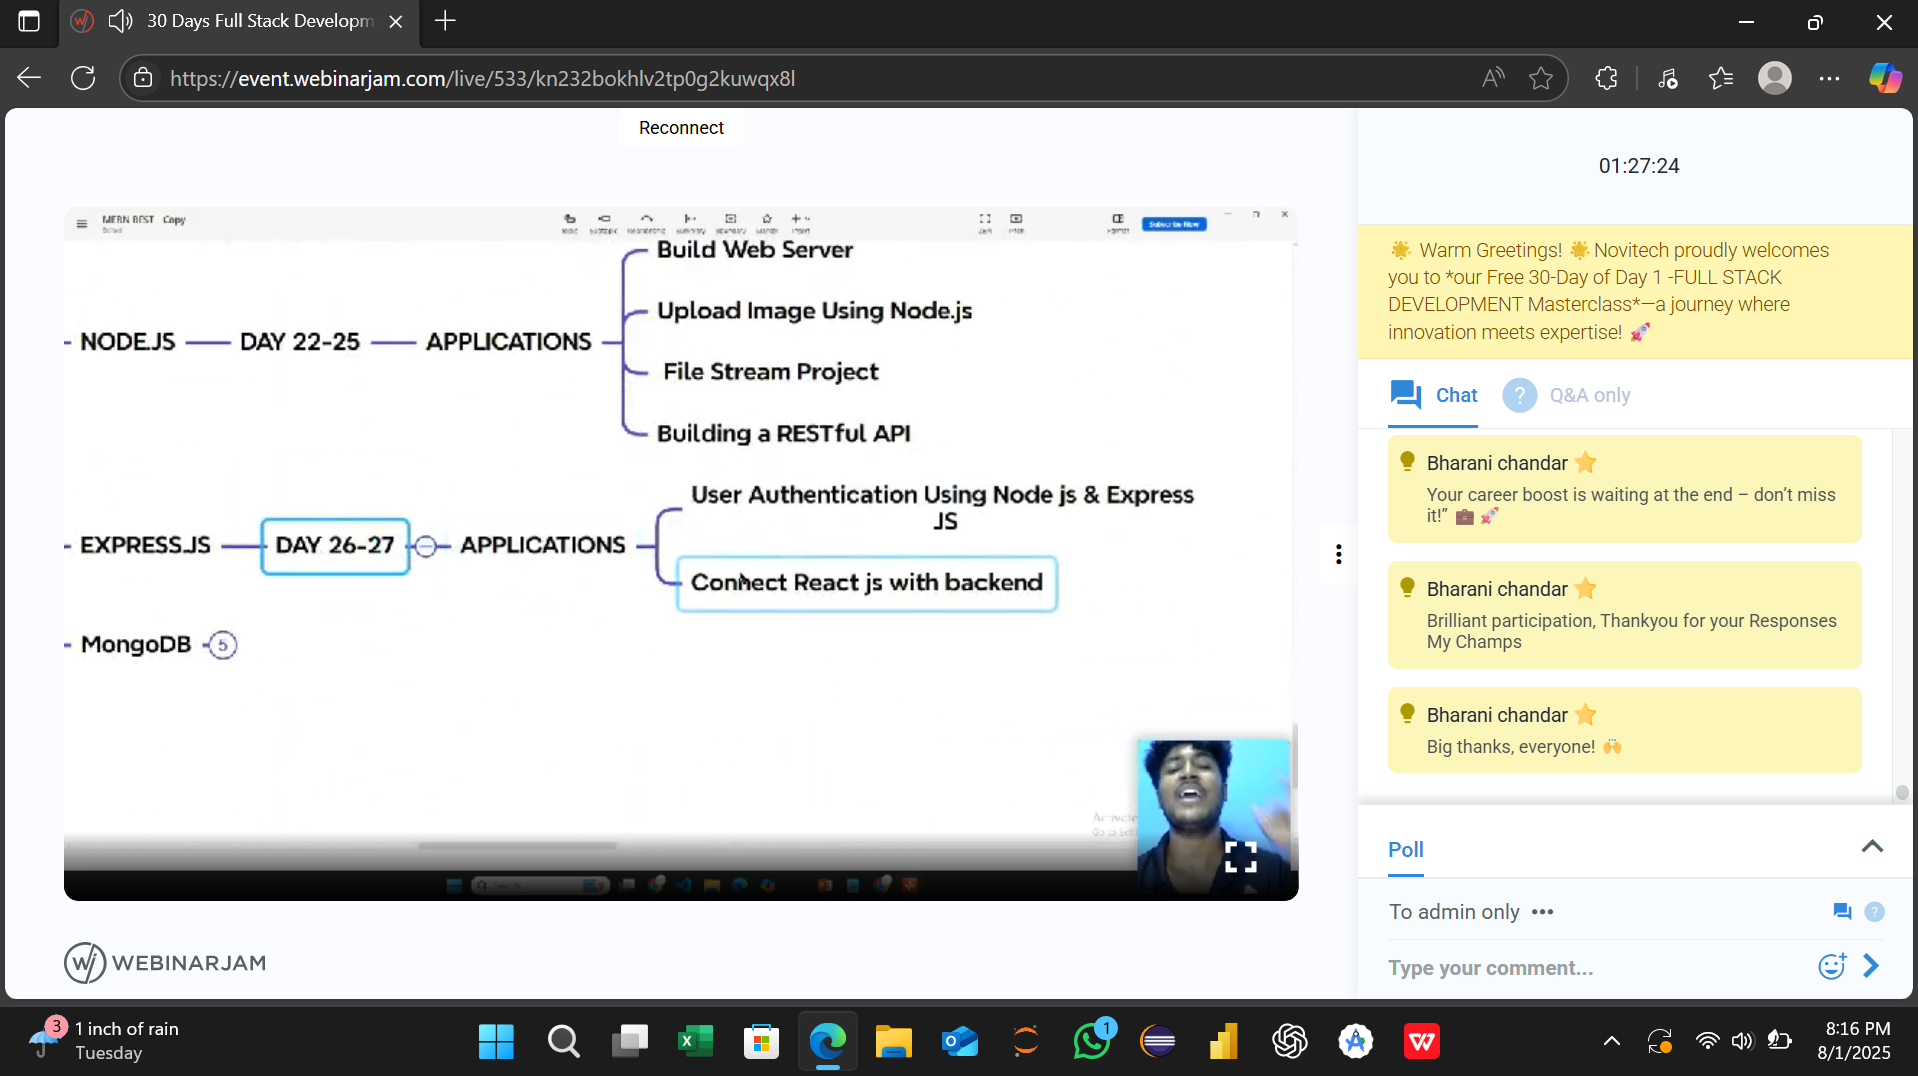 30 Days Full Stack Developm
https://event.webinarjam.com/live/533/kn232bokhlv2tp0g2kuwqx8l
Reconnect
MERN BEST Copy
Subscribe Now
Build Web Server
Upload Image Using Node.js
NODE.JS DAY 22-25 APPLICATIONS
File Stream Project
Building a RESTful API
User Authentication Using Node js & Express
JS
EXPRESS.JS DAY 26-27 APPLICATIONS
Connect React js with backend
MongoDB 5
WEBINARJAM
01:27:24
🌟 Warm Greetings! 🌟 Novitech proudly welcomes
you to *our Free 30-Day of Day 1 -FULL STACK
DEVELOPMENT Masterclass*—a journey where
innovation meets expertise! 🚀
Chat
? Q&A only
Bharani chandar ⭐
Your career boost is waiting at the end – don’t miss
it!” 💼 🚀
Bharani chandar ⭐
Brilliant participation, Thankyou for your Responses
My Champs
Bharani chandar ⭐
Big thanks, everyone! 🙌
Poll
To admin only •••
Type your comment...
3
1 inch of rain
Tuesday
1
8:16 PM
8/1/2025